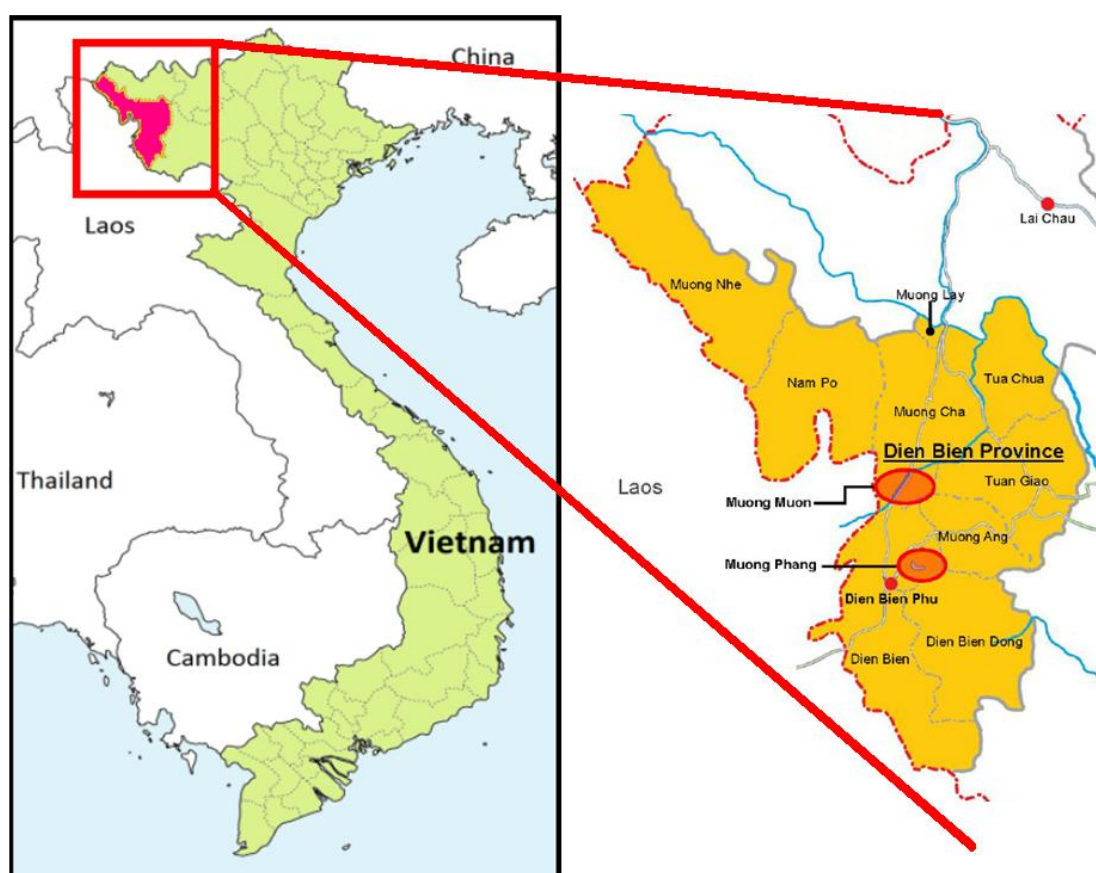 China
Laos
Thailand
Vietnam
Cambodia
Lai Chau
Muong Nhe
Muong Lay
Nam Po
Tua Chua
Muong Cha
Dien Bien Province
Laos
Tuan Giao
Muong Muon
Muong Ang
Muong Phang
Dien Bien Phu
Dien Bien Dong
Dien Bien